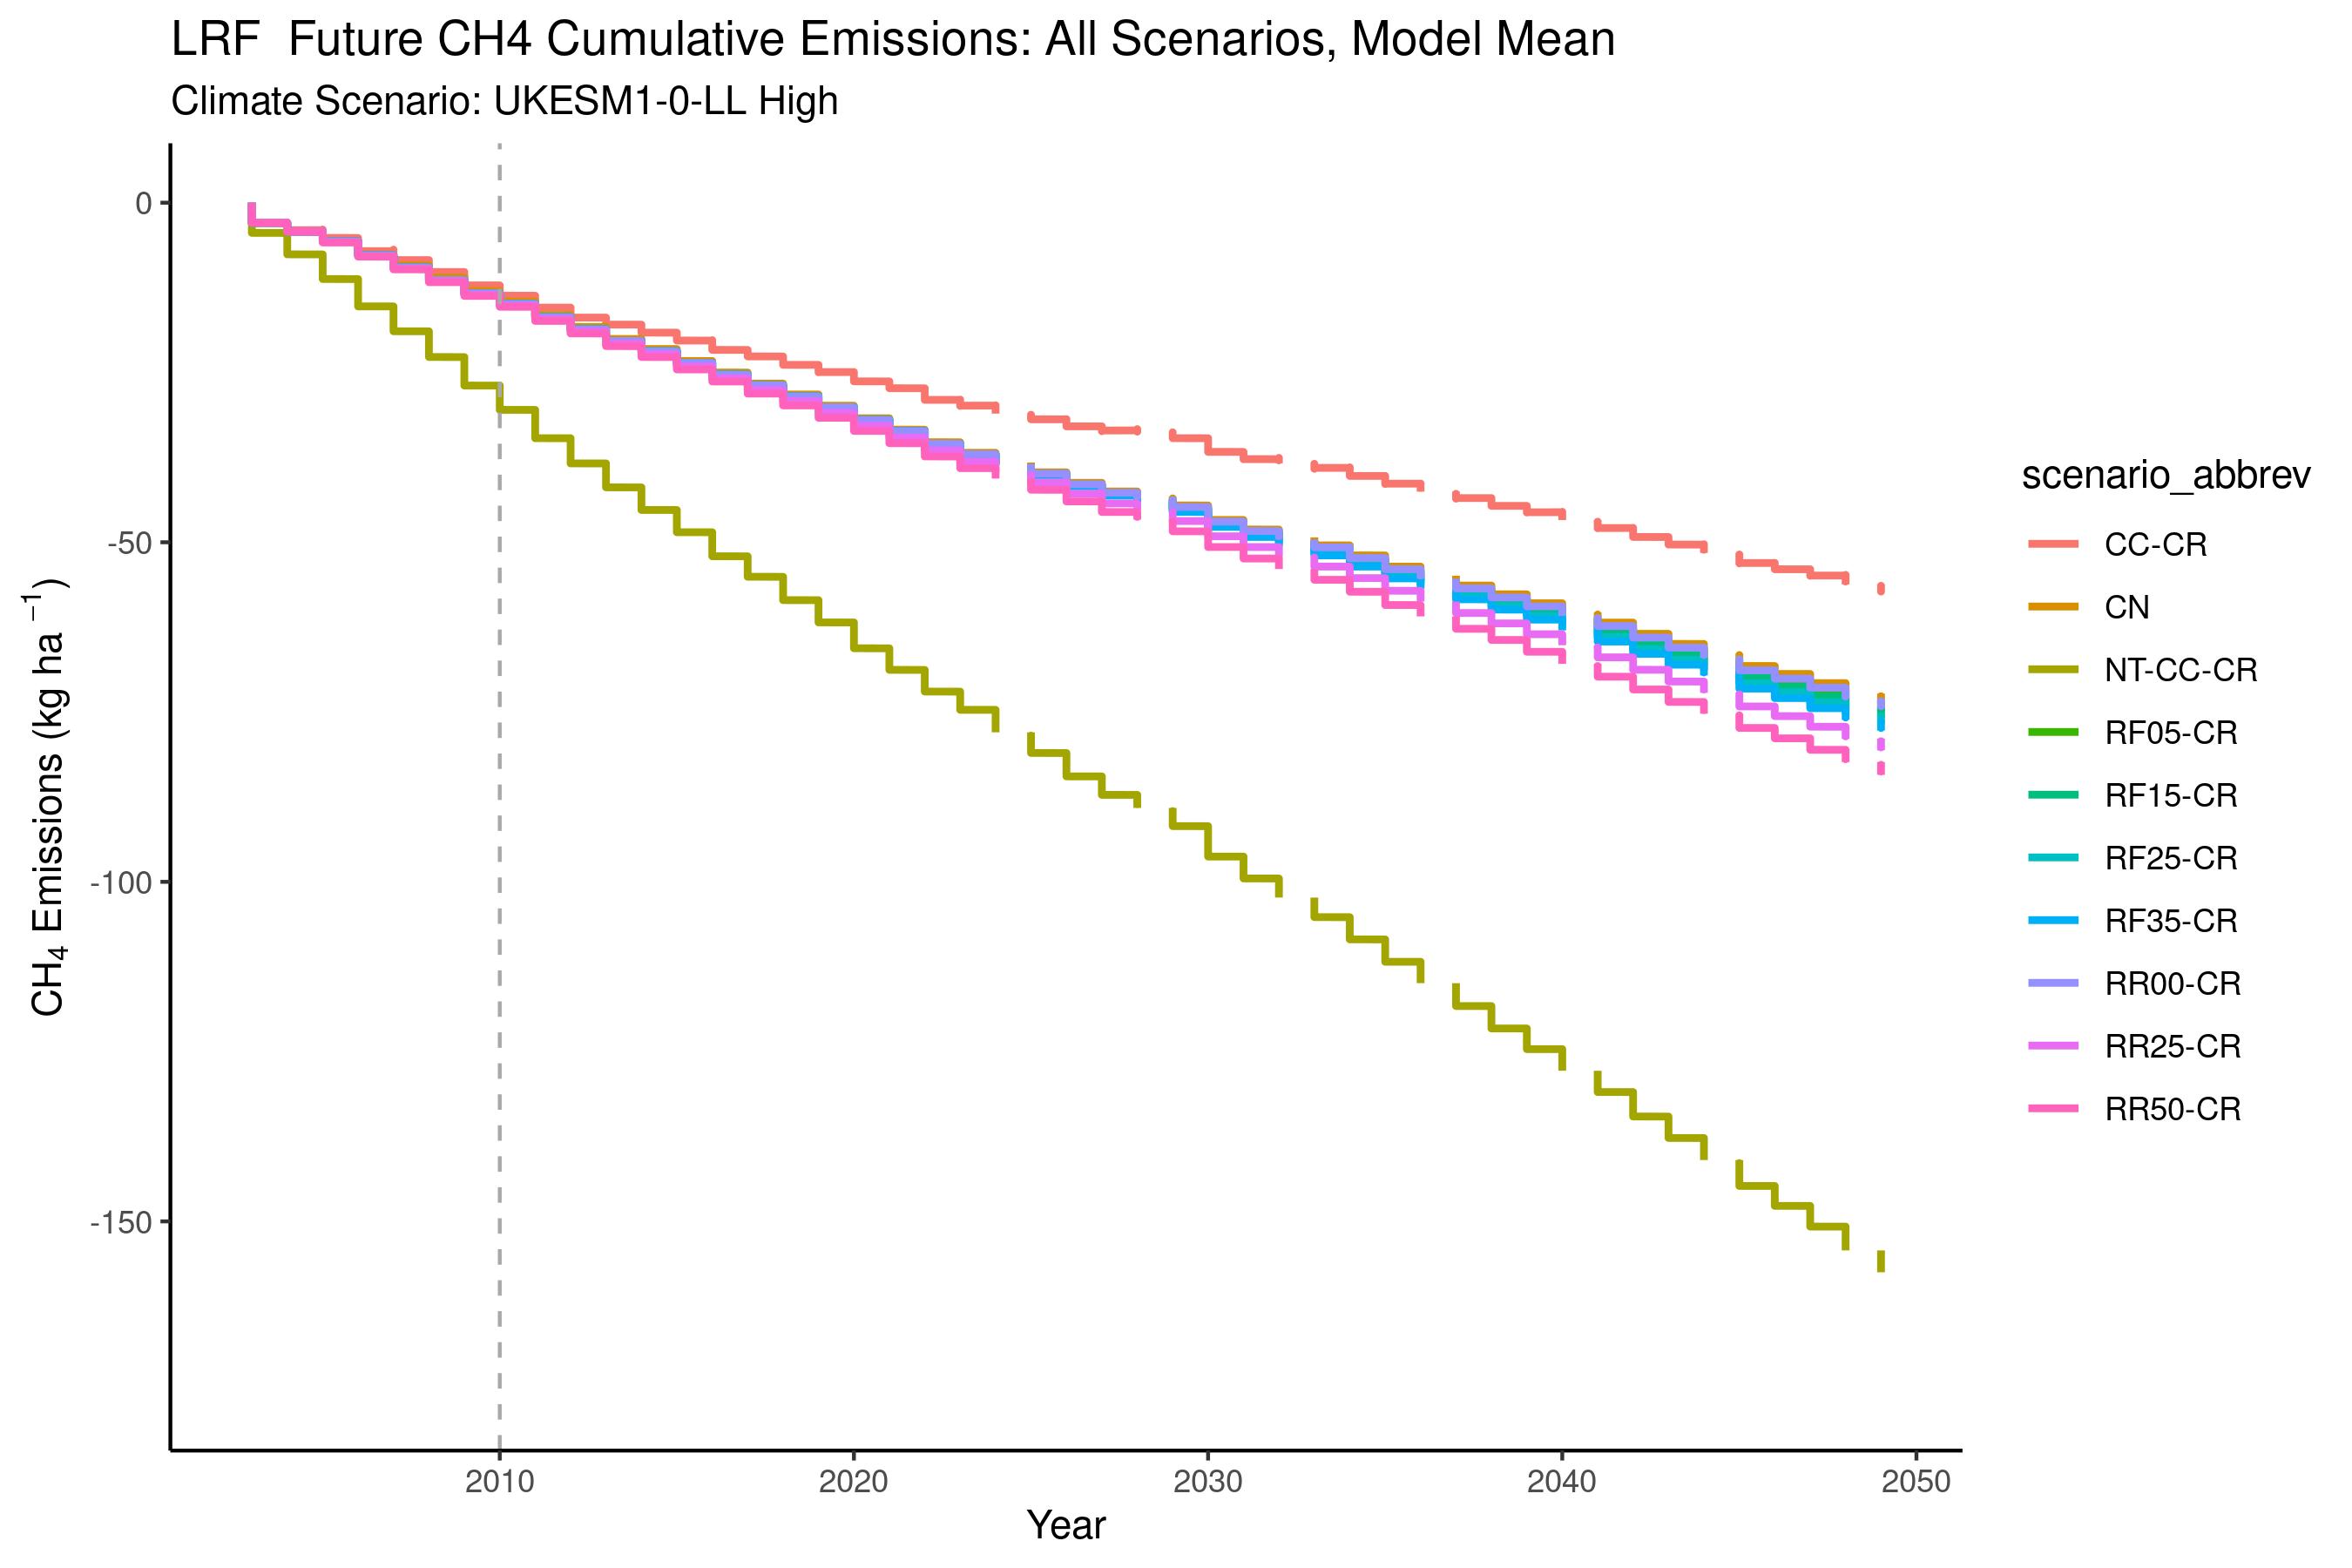 LRF  Future CH4 Cumulative Emissions: All Scenarios, Model Mean
Climate Scenario: UKESM1-0-LL High
CH₄ Emissions (kg ha ⁻¹)
0
-50
-100
-150
2010
2020
2030
2040
2050
Year
scenario_abbrev
CC-CR
CN
NT-CC-CR
RF05-CR
RF15-CR
RF25-CR
RF35-CR
RR00-CR
RR25-CR
RR50-CR